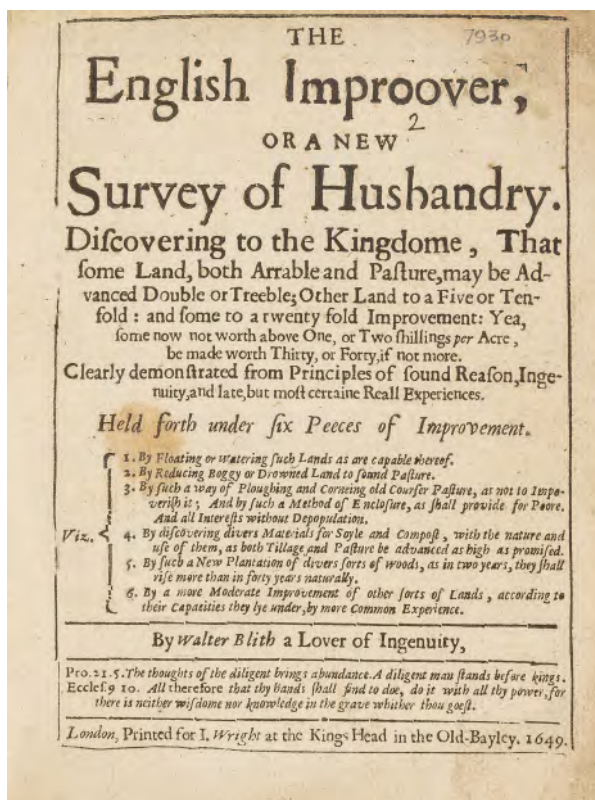 THE
7930
English Improover,
2
OR A NEW
Survey of Husbandry.
Diſcovering to the Kingdome, That
ſome Land, both Arrable and Paſture, may be Ad-
vanced Double or Treeble; Other Land to a Five or Ten-
fold : and ſome to a twenty fold Improvement: Yea,
ſome now not worth above One, or Two ſhillings per Acre,
be made worth Thirty, or Forty, if not more.
Clearly demonſtrated from Principles of ſound Reaſon, Inge-
nuity, and late, but moſt certaine Reall Experiences.
Held forth under ſix Peeces of Improvement.
1. By Floating or Watering ſuch Lands as are capable thereof.
2. By Reducing Boggy or Drowned Land to ſound Paſture.
3. By ſuch a way of Ploughing and Corneing old Courſer Paſture, as not to Impo-
veriſh it; And by ſuch a Method of Encloſure, as ſhall provide for Poore.
And all Intereſts without Depopulation.
Viz. 4. By diſcovering divers Materials for Soyle and Compoſt, with the nature and
uſe of them, as both Tillage and Paſture be advanced as high as promiſed.
5. By ſuch a New Plantation of divers ſorts of Woods, as in two years, they ſhall
riſe more than in forty years naturally.
6. By a more Moderate Improvement of other ſorts of Lands, according to
their Capatities they lye under, by more Common Experience.
By Walter Blith a Lover of Ingenuity,
Pro. 21. 5. The thoughts of the diligent brings abundance. A diligent man ſtands before kings.
Eccleſ. 9 10. All therefore that thy hands ſhall find to doe, do it with all thy power, for
there is neither wiſdome nor knowledge in the grave whither thou goeſt.
London, Printed for I. Wright at the Kings Head in the Old-Bayley. 1649.